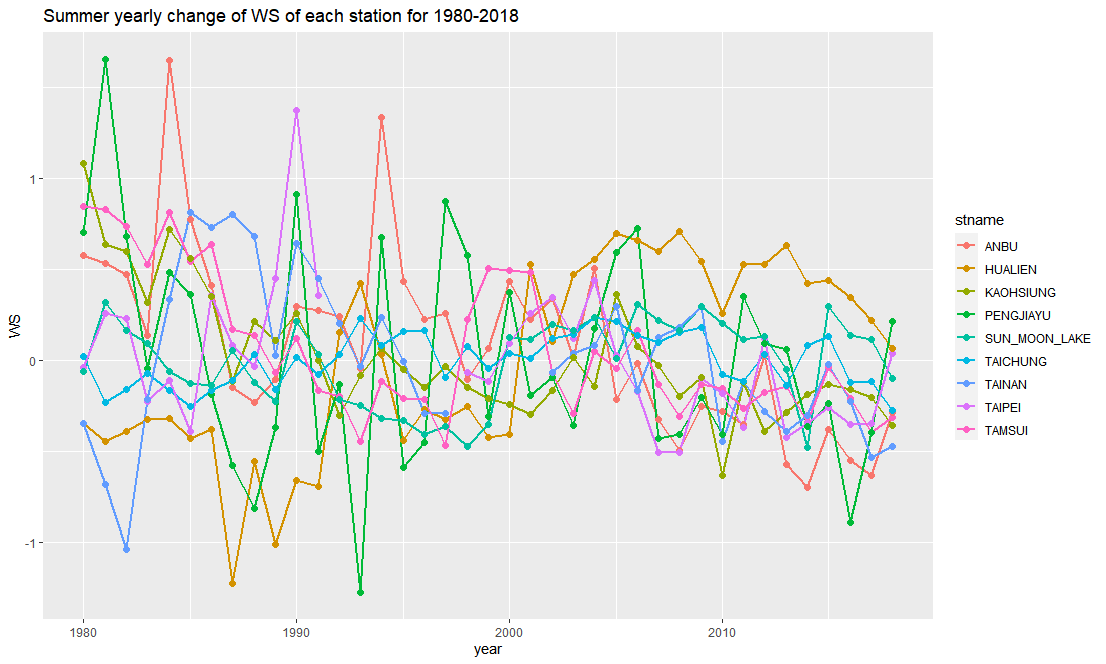 Summer yearly change of WS of each station for 1980-2018
WS
1
0
-1
1980
1990
2000
2010
year
stname
ANBU
HUALIEN
KAOHSIUNG
PENGJIAYU
SUN_MOON_LAKE
TAICHUNG
TAINAN
TAIPEI
TAMSUI